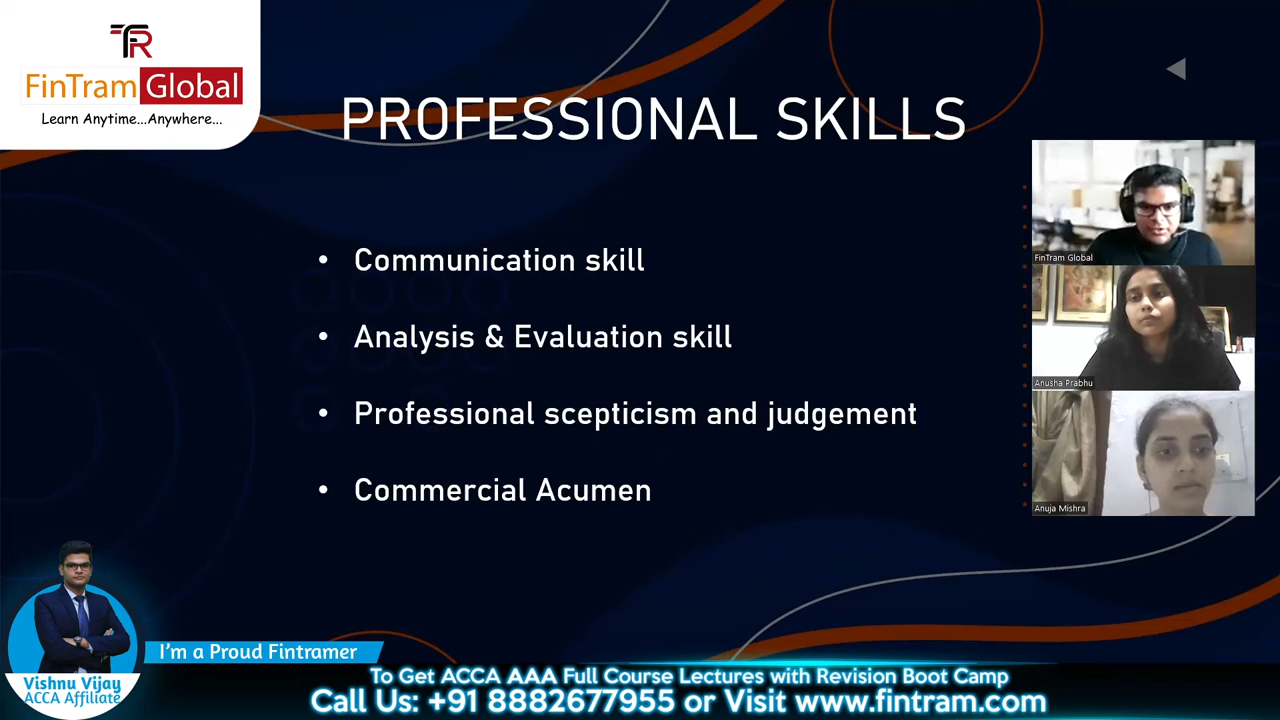 FR
FinTram Global
Learn Anytime...Anywhere...
PROFESSIONAL SKILLS
• Communication skill
• Analysis & Evaluation skill
• Professional scepticism and judgement
• Commercial Acumen
FinTram Global
Anusha Prabhu
Anuja Mishra
I'm a Proud Fintramer
Vishnu Vijay
ACCA Affiliate
To Get ACCA AAA Full Course Lectures with Revision Boot Camp
Call Us: +91 8882677955 or Visit www.fintram.com